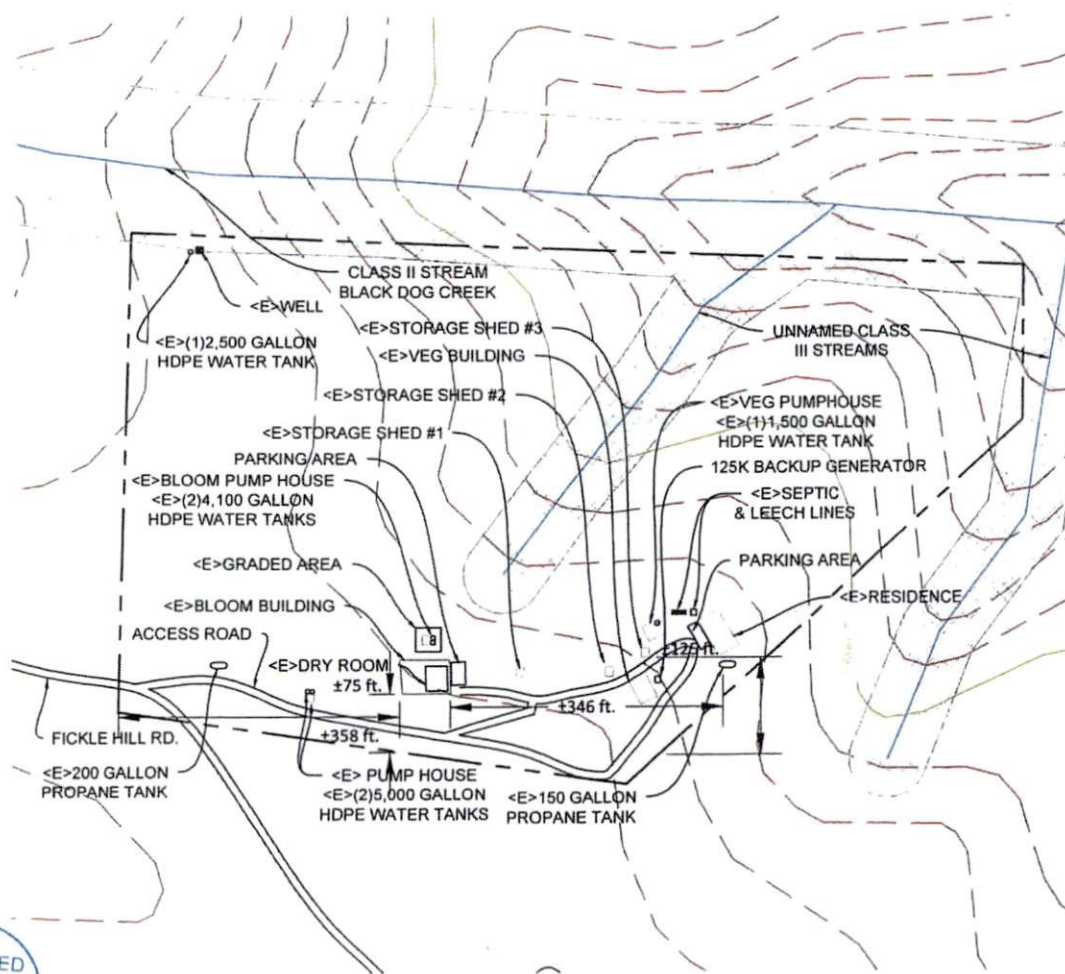 CLASS II STREAM
BLACK DOG CREEK
<E>WELL
<E>(1)2,500 GALLON
HDPE WATER TANK
<E>STORAGE SHED #3
<E>VEG BUILDING
<E>STORAGE SHED #2
<E>STORAGE SHED #1
PARKING AREA
<E>BLOOM PUMP HOUSE
<E>(2)4,100 GALLON
HDPE WATER TANKS
<E>GRADED AREA
<E>BLOOM BUILDING
ACCESS ROAD
<E>DRY ROOM
±75 ft.
UNNAMED CLASS
III STREAMS
<E>VEG PUMPHOUSE
<E>(1)1,500 GALLON
HDPE WATER TANK
125K BACKUP GENERATOR
<E>SEPTIC
& LEECH LINES
PARKING AREA
<E>RESIDENCE
±125 ft.
±346 ft.
±358 ft.
FICKLE HILL RD.
<E>200 GALLON
PROPANE TANK
<E> PUMP HOUSE
<E>(2)5,000 GALLON
HDPE WATER TANKS
<E>150 GALLON
PROPANE TANK
ED